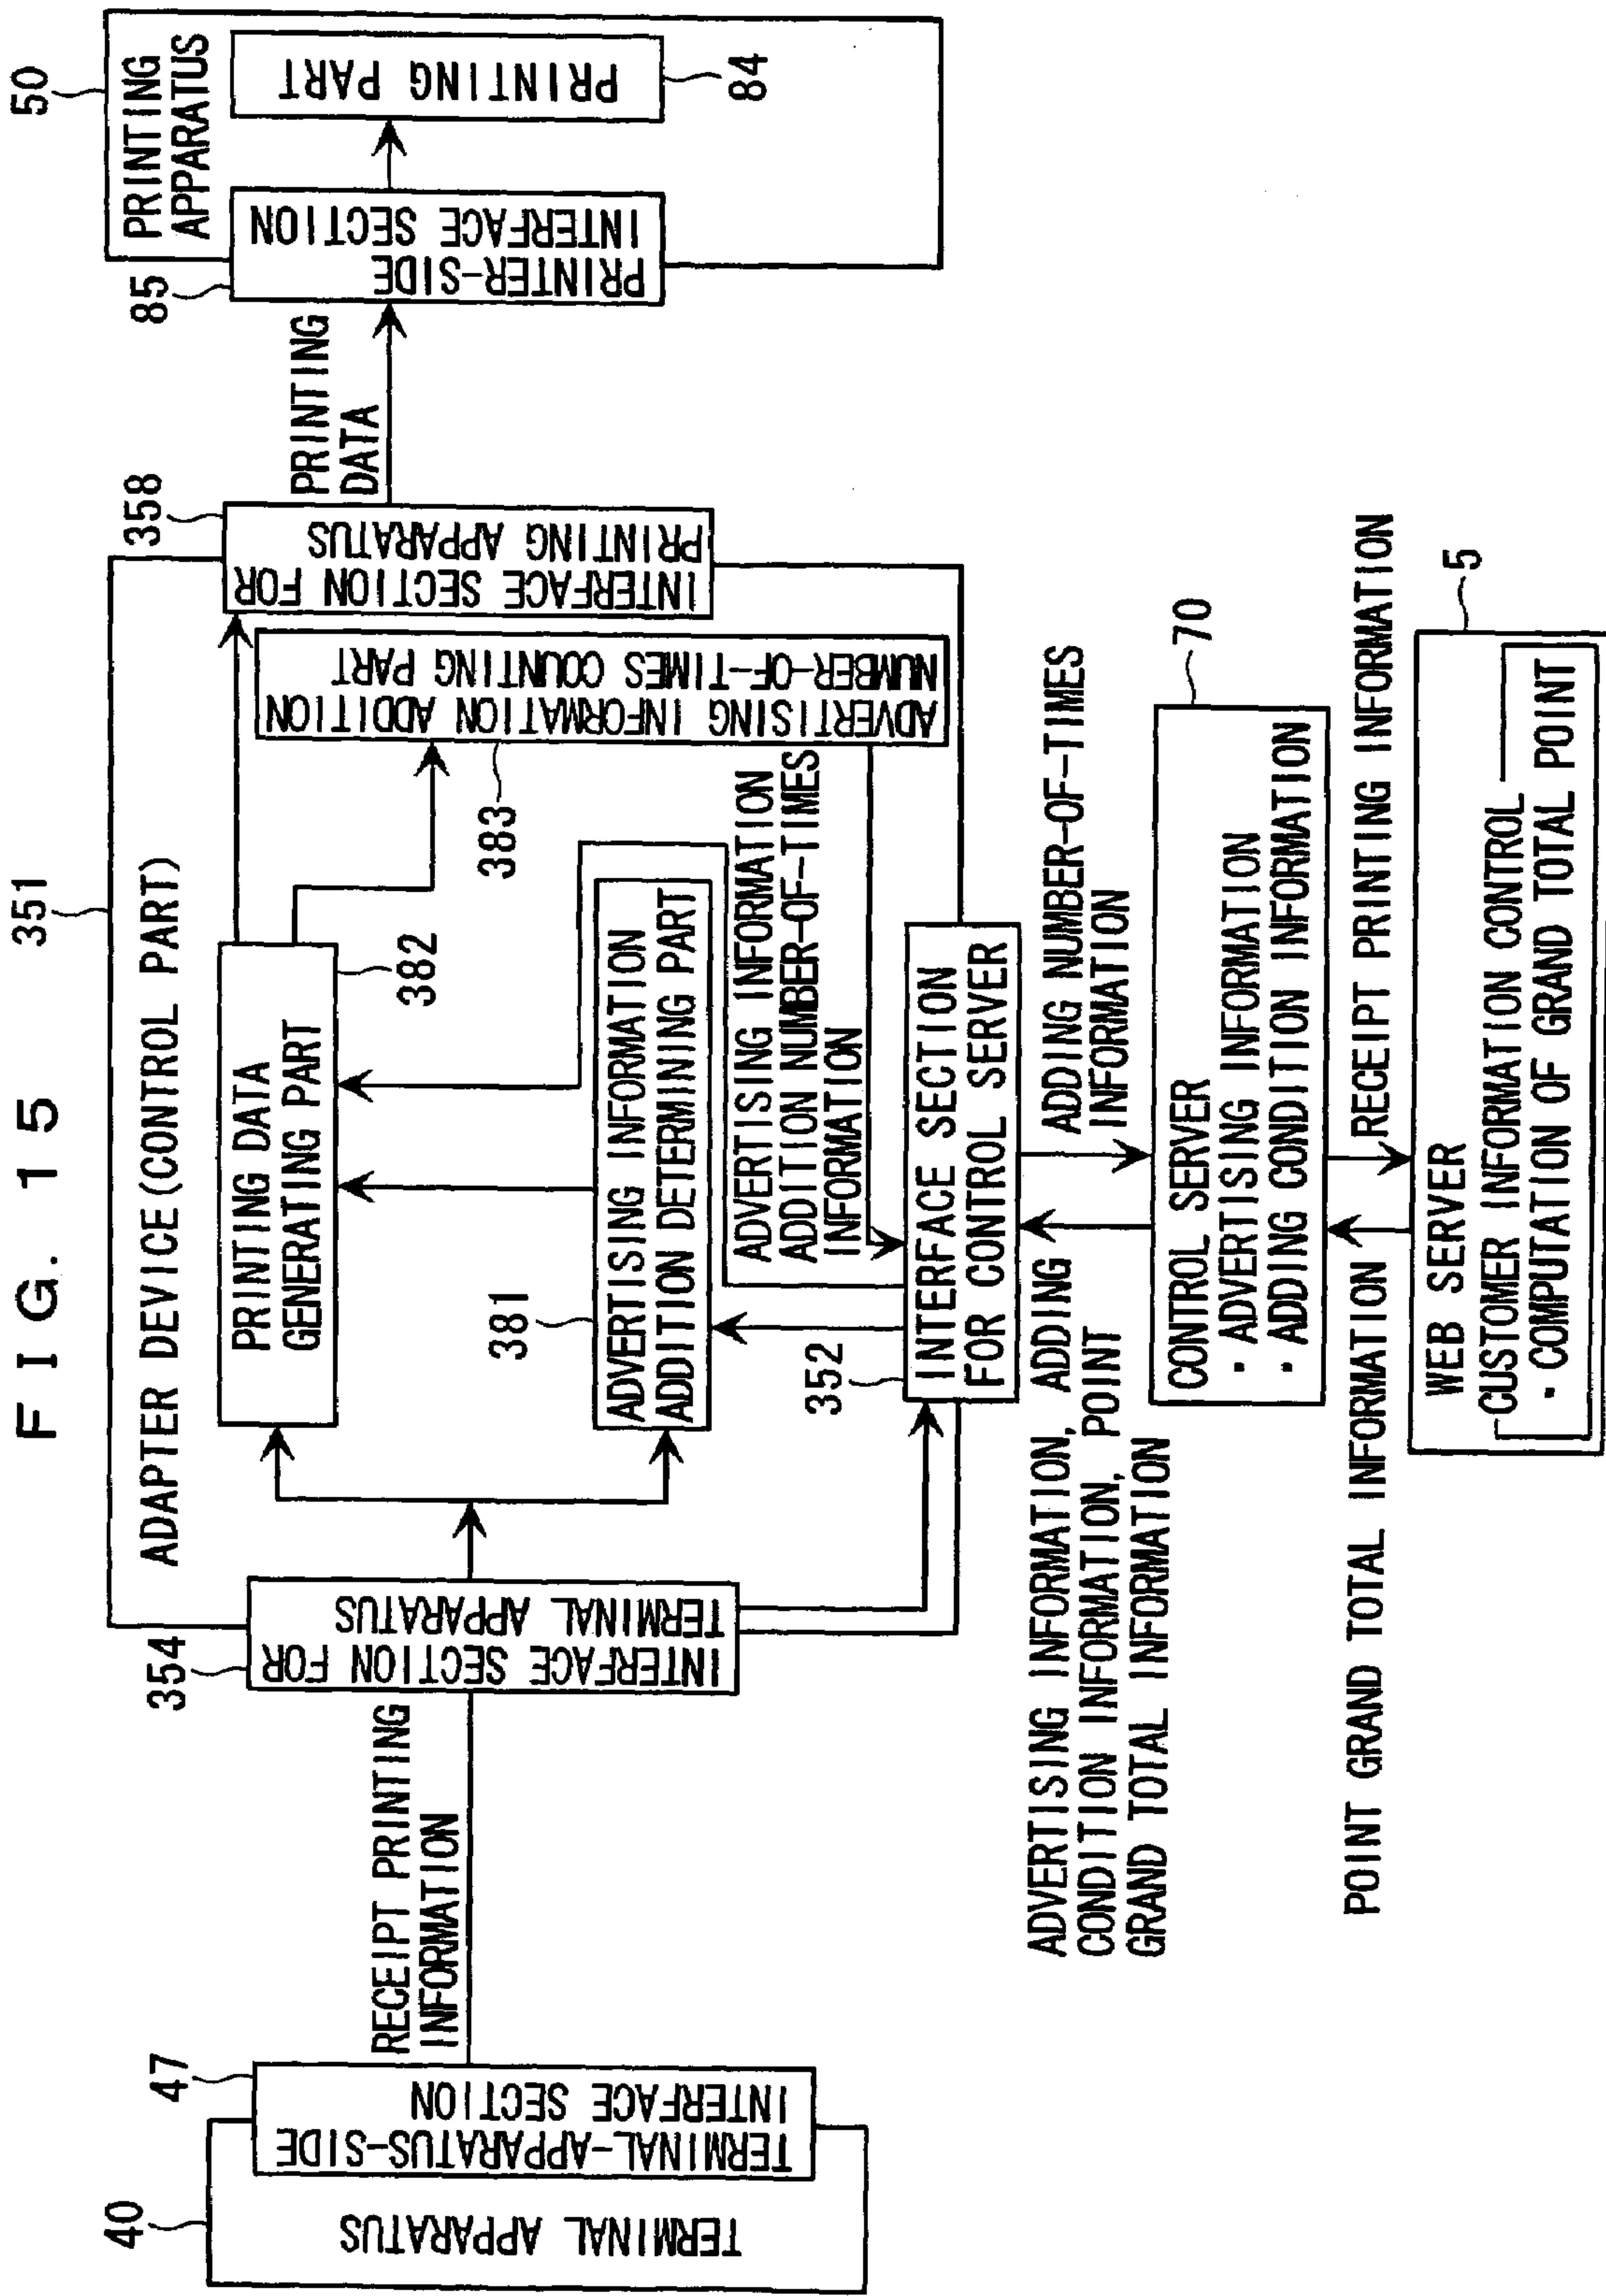 FIG. 15
351
ADAPTER DEVICE (CONTROL PART)
40
TERMINAL APPARATUS
47
TERMINAL-APPARATUS-SIDE
INTERFACE SECTION
RECEIPT PRINTING
INFORMATION
354
INTERFACE SECTION FOR
TERMINAL APPARATUS
PRINTING DATA
GENERATING PART
382
381
ADVERTISING INFORMATION
ADDITION DETERMINING PART
383
ADVERTISING INFORMATION ADDITION
NUMBER-OF-TIMES COUNTING PART
ADVERTISING INFORMATION
ADDITION NUMBER-OF-TIMES
INFORMATION
358
INTERFACE SECTION FOR
PRINTING APPARATUS
PRINTING
DATA
50
PRINTING
APPARATUS
85
PRINTER-SIDE
INTERFACE SECTION
PRINTING PART
84
352
INTERFACE SECTION
FOR CONTROL SERVER
ADVERTISING INFORMATION, ADDING
CONDITION INFORMATION, POINT
GRAND TOTAL INFORMATION
ADDING NUMBER-OF-TIMES
INFORMATION
70
CONTROL SERVER
・ADVERTISING INFORMATION
・ADDING CONDITION INFORMATION
POINT GRAND TOTAL INFORMATION
RECEIPT PRINTING INFORMATION
5
WEB SERVER
CUSTOMER INFORMATION CONTROL
・COMPUTATION OF GRAND TOTAL POINT